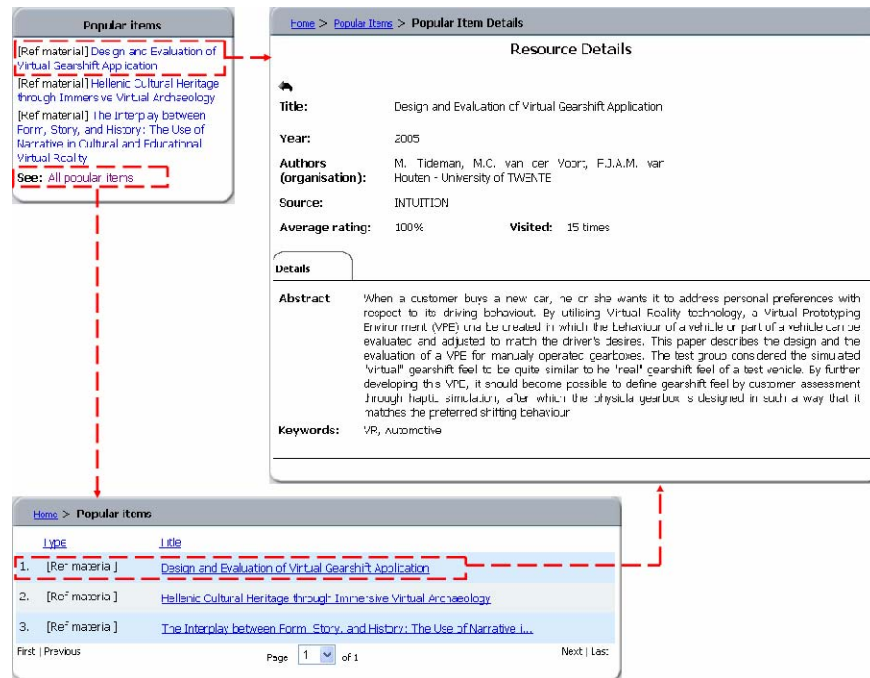 Popular items
[Ref material] Design and Evaluation of
Virtual Gearshift Application
[Ref material] Hellenic Cultural Heritage
through Immersive Virtual Archaeology
[Ref material] The Interplay between
Form, Story, and History: The Use of
Narrative in Cultural and Educational
Virtual Reality
See: All popular items
Home > Popular Items > Popular Item Details
Resource Details
Title: Design and Evaluation of Virtual Gearshift Application
Year: 2005
Authors (organisation): M. Tideman, M.C. van der Voort, F.J.A.M. van
Houten - University of TWENTE
Source: INTUITION
Average rating: 100% Visited: 15 times
Details
Abstract When a customer buys a new car, he or she wants it to address personal preferences with
respect to its driving behaviour. By utilising Virtual Reality technology, a Virtual Prototyping
Environment (VPE) cna be created in which the behaviour of a vehicle or part of a vehicle can be
evaluated and adjusted to match the driver's desires. This paper describes the design and the
evaluation of a VPE for manualy operated gearboxes. The test group considered the simulated
"virtual" gearshift feel to be quite similar to he "real" gearshift feel of a test vehicle. By further
developing this VPE, it should become possible to define gearshift feel by customer assessment
through haptic simulation, after which the physicla gearbox is designed in such a way that it
matches the preferred shifting behaviour
Keywords: VR, Automotive
Home > Popular items
Type Title
1. [Ref material] Design and Evaluation of Virtual Gearshift Application
2. [Ref material] Hellenic Cultural Heritage through Immersive Virtual Archaeology
3. [Ref material] The Interplay between Form, Story, and History: The Use of Narrative i...
First | Previous Page 1 of 1 Next | Last